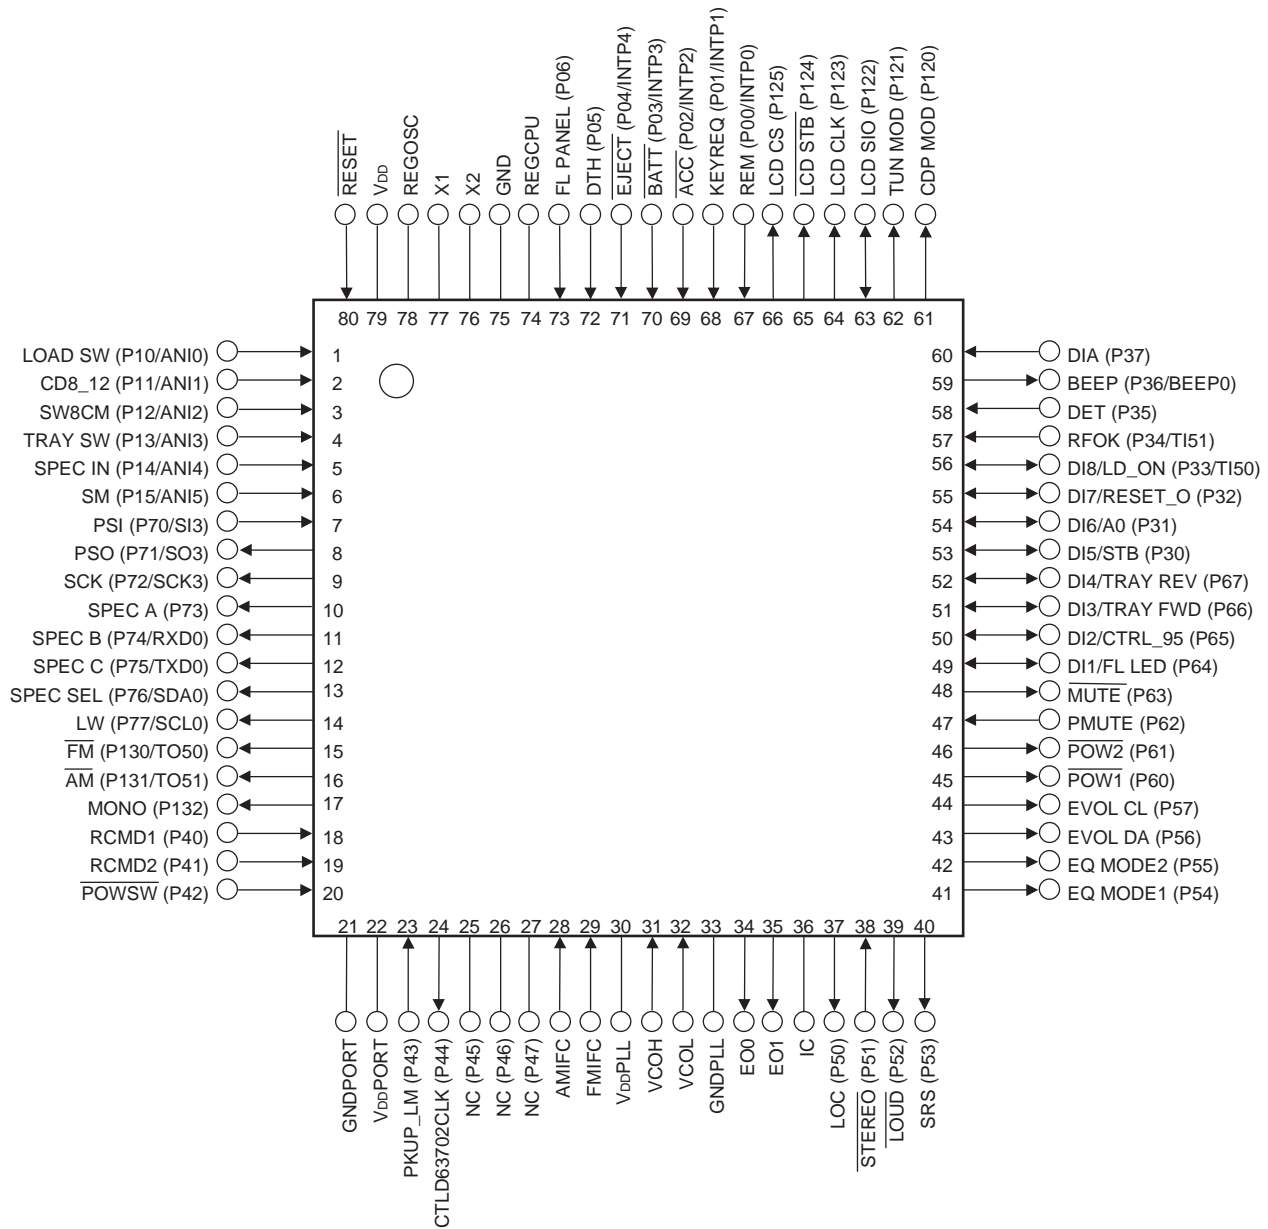 RESET
VDD
REGOSC
X1
X2
GND
REGCPU
FL PANEL (P06)
DTH (P05)
EJECT (P04/INTP4)
BATT (P03/INTP3)
ACC (P02/INTP2)
KEYREQ (P01/INTP1)
REM (P00/INTP0)
LCD CS (P125)
LCD STB (P124)
LCD CLK (P123)
LCD SIO (P122)
TUN MOD (P121)
CDP MOD (P120)
80 79 78 77 76 75 74 73 72 71 70 69 68 67 66 65 64 63 62 61
LOAD SW (P10/ANI0) 1
CD8_12 (P11/ANI1) 2
SW8CM (P12/ANI2) 3
TRAY SW (P13/ANI3) 4
SPEC IN (P14/ANI4) 5
SM (P15/ANI5) 6
PSI (P70/SI3) 7
PSO (P71/SO3) 8
SCK (P72/SCK3) 9
SPEC A (P73) 10
SPEC B (P74/RXD0) 11
SPEC C (P75/TXD0) 12
SPEC SEL (P76/SDA0) 13
LW (P77/SCL0) 14
FM (P130/TO50) 15
AM (P131/TO51) 16
MONO (P132) 17
RCMD1 (P40) 18
RCMD2 (P41) 19
POWSW (P42) 20
60 DIA (P37)
59 BEEP (P36/BEEP0)
58 DET (P35)
57 RFOK (P34/TI51)
56 DI8/LD_ON (P33/TI50)
55 DI7/RESET_O (P32)
54 DI6/A0 (P31)
53 DI5/STB (P30)
52 DI4/TRAY REV (P67)
51 DI3/TRAY FWD (P66)
50 DI2/CTRL_95 (P65)
49 DI1/FL LED (P64)
48 MUTE (P63)
47 PMUTE (P62)
46 POW2 (P61)
45 POW1 (P60)
44 EVOL CL (P57)
43 EVOL DA (P56)
42 EQ MODE2 (P55)
41 EQ MODE1 (P54)
21 22 23 24 25 26 27 28 29 30 31 32 33 34 35 36 37 38 39 40
GNDPORT
VDDPORT
PKUP_LM (P43)
CTLD63702CLK (P44)
NC (P45)
NC (P46)
NC (P47)
AMIFC
FMIFC
VDDPLL
VCOH
VCOL
GNDPLL
EO0
EO1
IC
LOC (P50)
STEREO (P51)
LOUD (P52)
SRS (P53)